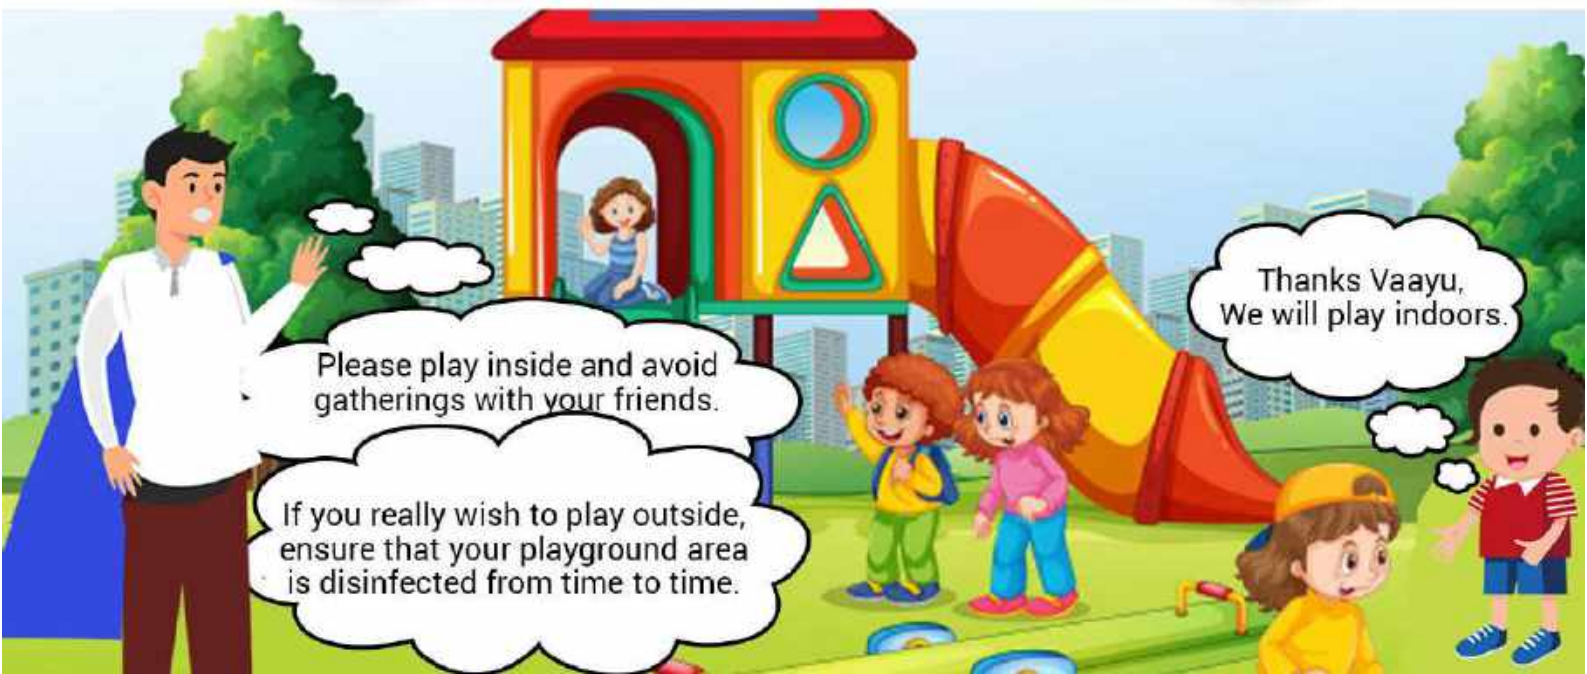 Please play inside and avoid
gatherings with your friends.
If you really wish to play outside,
ensure that your playground area
is disinfected from time to time.
Thanks Vaayu,
We will play indoors.